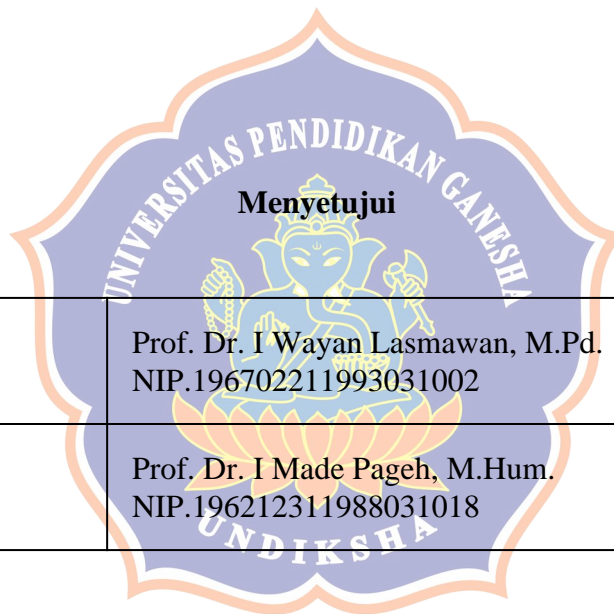 UNIVERSITAS PENDIDIKAN GANESHA
Menyetujui
Prof. Dr. I Wayan Lasmawan, M.Pd.
NIP.196702211993031002
Prof. Dr. I Made Pageh, M.Hum.
NIP.196212311988031018
UNDIKSHA